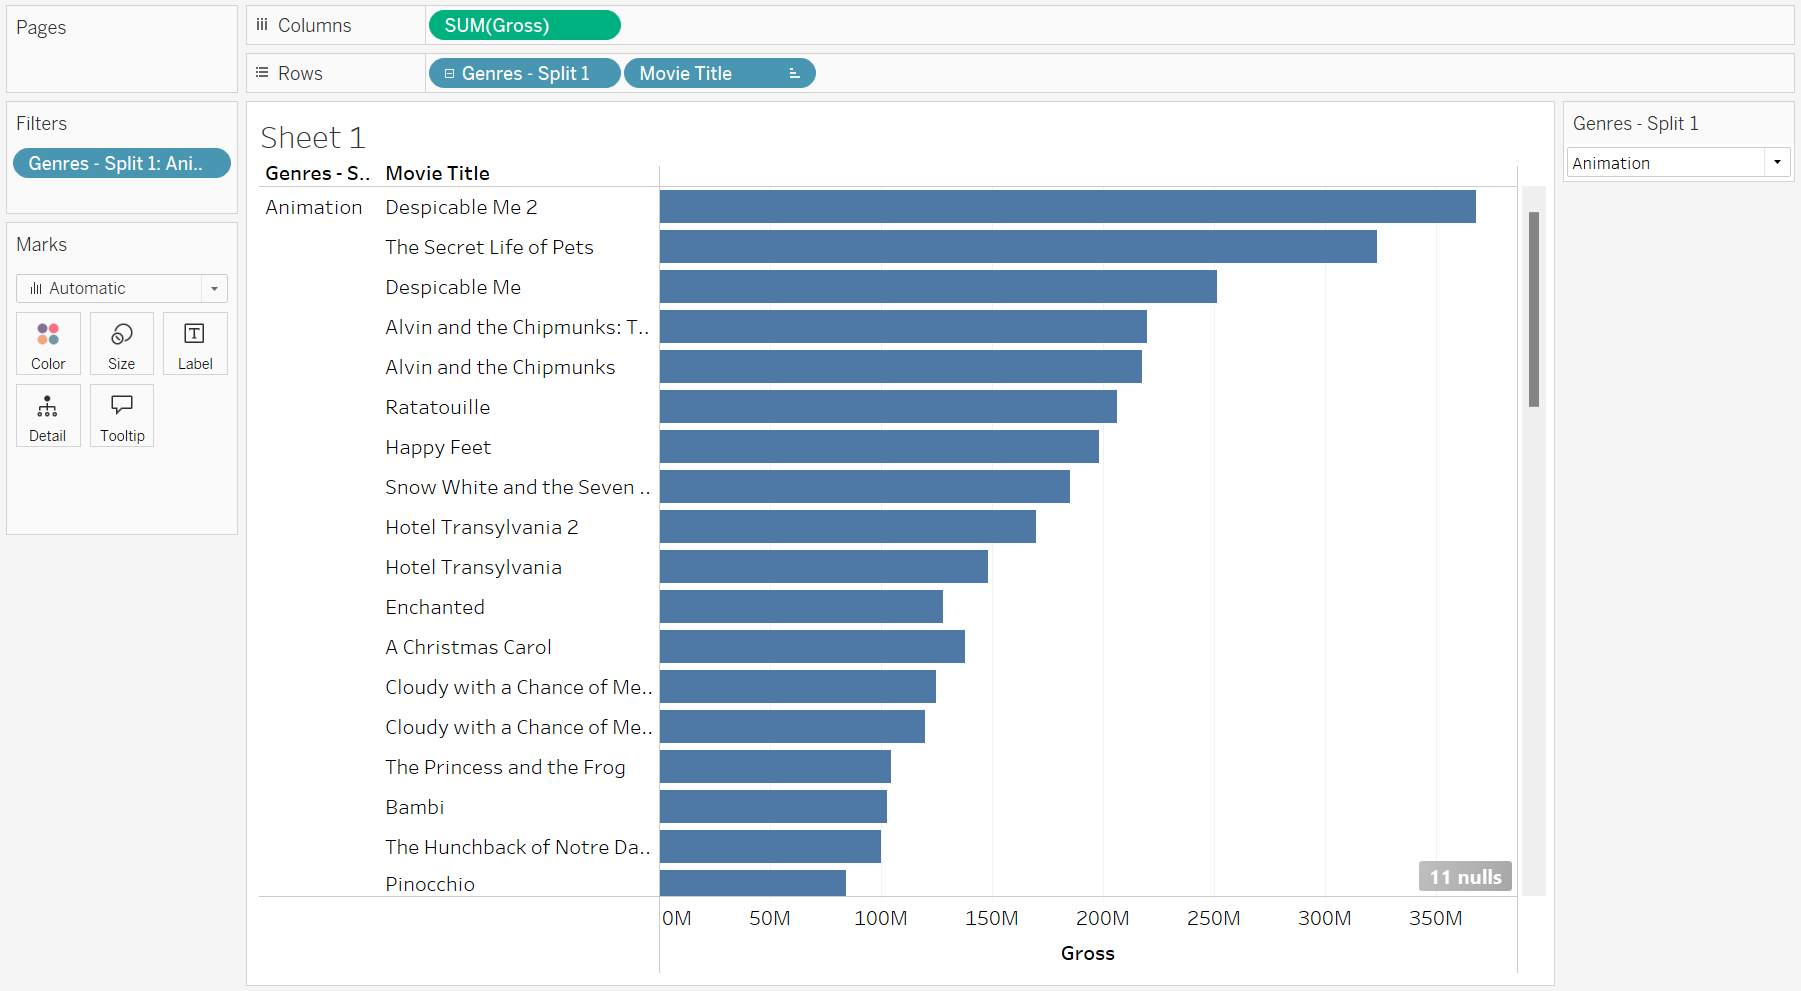 Pages
Columns
SUM(Gross)
Rows
Genres - Split 1
Movie Title
Filters
Genres - Split 1: Ani..
Marks
Automatic
Color
Size
Label
Detail
Tooltip
Sheet 1
Genres - S..
Movie Title
Animation
Despicable Me 2
The Secret Life of Pets
Despicable Me
Alvin and the Chipmunks: T..
Alvin and the Chipmunks
Ratatouille
Happy Feet
Snow White and the Seven ..
Hotel Transylvania 2
Hotel Transylvania
Enchanted
A Christmas Carol
Cloudy with a Chance of Me..
Cloudy with a Chance of Me..
The Princess and the Frog
Bambi
The Hunchback of Notre Da..
Pinocchio
11 nulls
0M 50M 100M 150M 200M 250M 300M 350M
Gross
Genres - Split 1
Animation